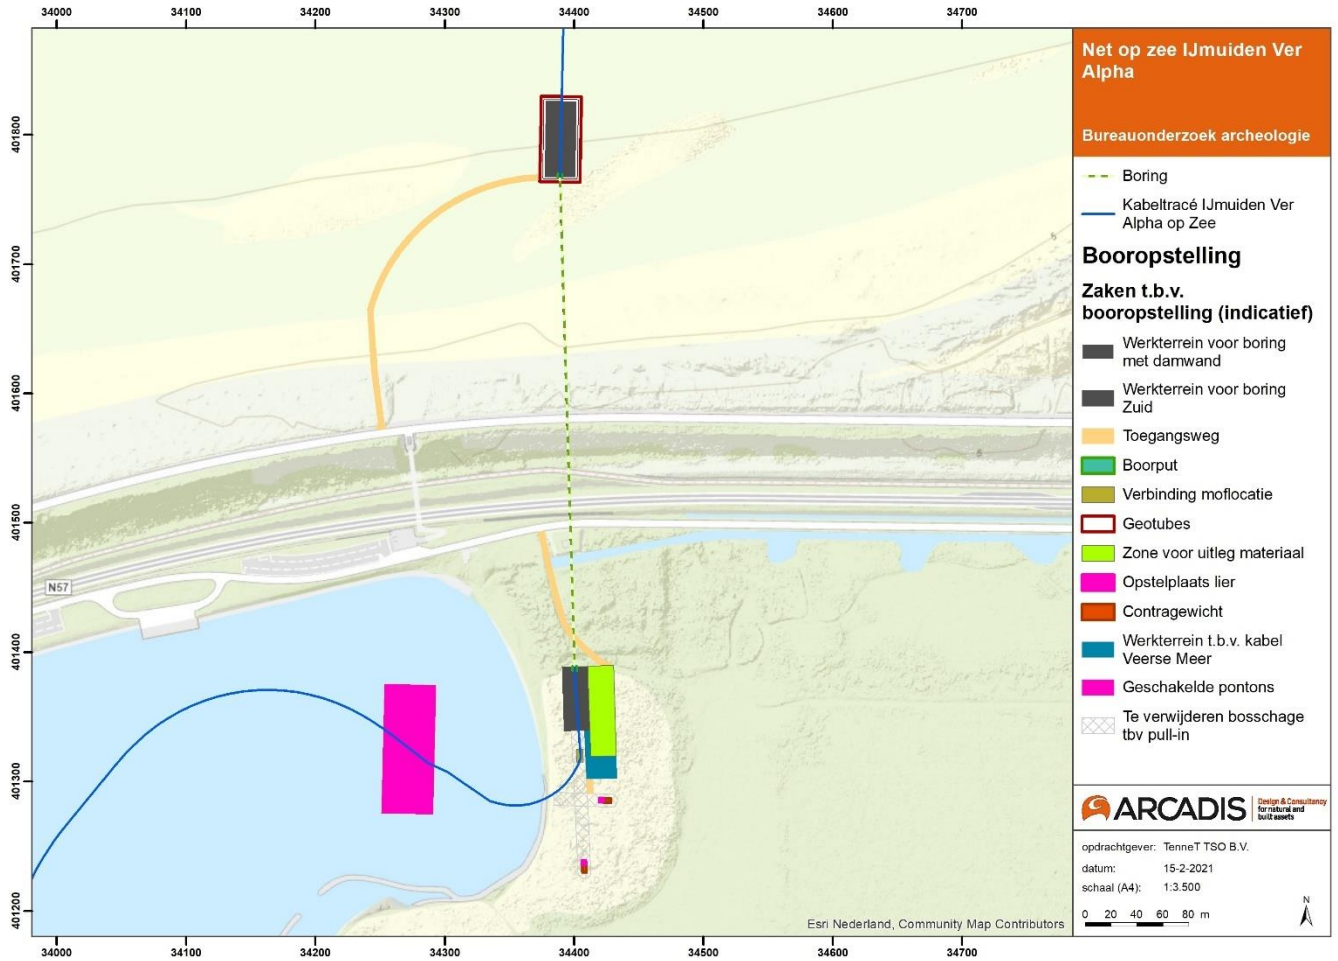 34000 34100 34200 34300 34400 34500 34600 34700
401800
401700
401600
401500
401400
401300
401200
5
5
N57
Esri Nederland, Community Map Contributors
34000 34100 34200 34300 34400 34500 34600 34700
Net op zee IJmuiden Ver
Alpha
Bureauonderzoek archeologie
Boring
Kabeltracé IJmuiden Ver
Alpha op Zee
Booropstelling
Zaken t.b.v.
booropstelling (indicatief)
Werkterrein voor boring
met damwand
Werkterrein voor boring
Zuid
Toegangsweg
Boorput
Verbinding moflocatie
Geotubes
Zone voor uitleg materiaal
Opstelplaats lier
Contragewicht
Werkterrein t.b.v. kabel
Veerse Meer
Geschakelde pontons
Te verwijderen bosschage
tbv pull-in
ARCADIS
Design & Consultancy
for natural and
built assets
opdrachtgever: TenneT TSO B.V.
datum: 15-2-2021
schaal (A4): 1:3.500
0 20 40 60 80 m
N